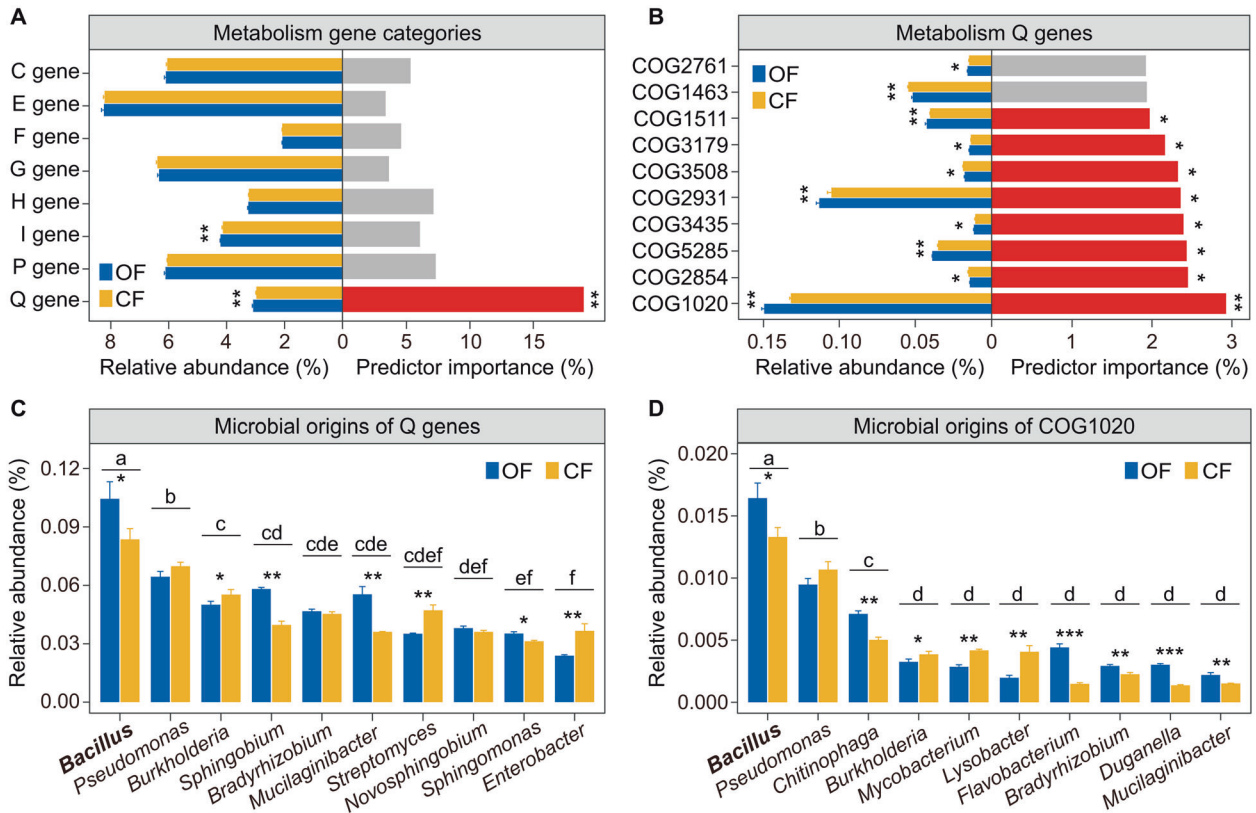 A
Metabolism gene categories
C gene
E gene
F gene
G gene
H gene
I gene
**
P gene
OF
CF
Q gene
**
**
8 6 4 2 0 5 10 15
Relative abundance (%) Predictor importance (%)
B
Metabolism Q genes
OF
CF
COG2761 *
COG1463 **
COG1511 ** *
COG3179 * *
COG3508 * *
COG2931 ** *
COG3435 * *
COG5285 ** *
COG2854 * *
COG1020 ** **
0.15 0.10 0.05 0 1 2 3
Relative abundance (%) Predictor importance (%)
C
Microbial origins of Q genes
OF CF
Relative abundance (%)
0.12
0.09
0.06
0.03
0.00
a b c cd cde cde cdef def ef f
* * ** ** ** * **
Bacillus
Pseudomonas
Burkholderia
Sphingobium
Bradyrhizobium
Mucilaginibacter
Streptomyces
Novosphingobium
Sphingomonas
Enterobacter
D
Microbial origins of COG1020
OF CF
Relative abundance (%)
0.020
0.015
0.010
0.005
0.000
a b c d d d d d d d
* ** * ** ** *** ** *** **
Bacillus
Pseudomonas
Chitinophaga
Burkholderia
Mycobacterium
Lysobacter
Flavobacterium
Bradyrhizobium
Duganella
Mucilaginibacter